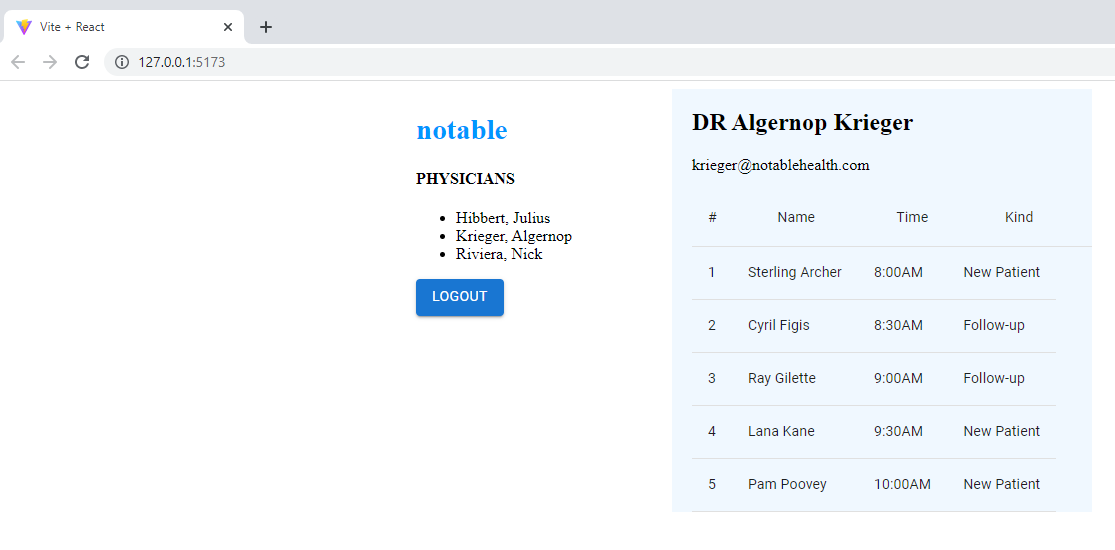 Vite + React
127.0.0.1:5173
notable
PHYSICIANS
Hibbert, Julius
Krieger, Algernop
Riviera, Nick
LOGOUT
DR Algernop Krieger
krieger@notablehealth.com
# Name Time Kind
1 Sterling Archer 8:00AM New Patient
2 Cyril Figis 8:30AM Follow-up
3 Ray Gilette 9:00AM Follow-up
4 Lana Kane 9:30AM New Patient
5 Pam Poovey 10:00AM New Patient